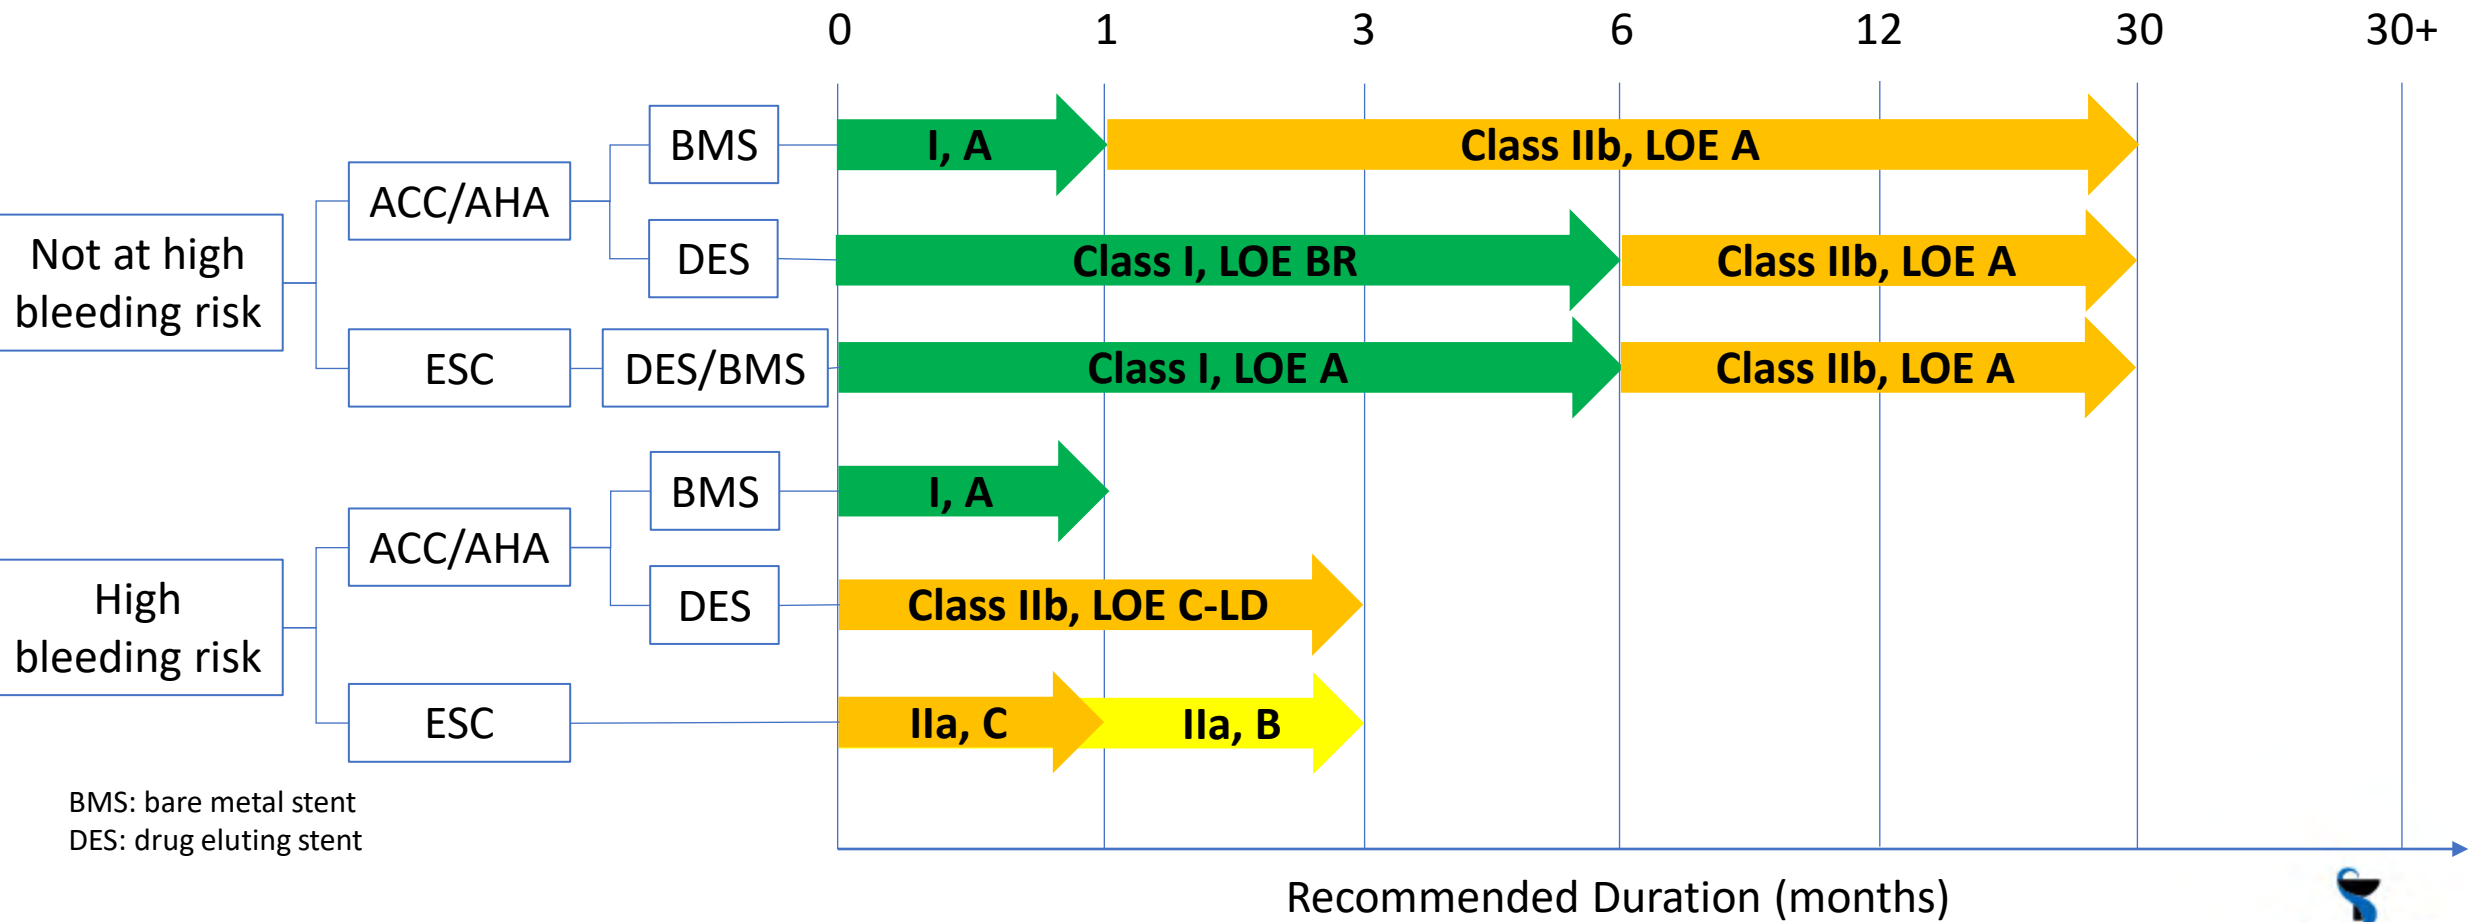 0 1 3 6 12 30 30+
BMS
I, A
Class IIb, LOE A
ACC/AHA
DES
Class I, LOE BR
Class IIb, LOE A
Not at high
bleeding risk
ESC
DES/BMS
Class I, LOE A
Class IIb, LOE A
BMS
I, A
ACC/AHA
DES
Class IIb, LOE C-LD
High
bleeding risk
ESC
IIa, C
IIa, B
BMS: bare metal stent
DES: drug eluting stent
Recommended Duration (months)